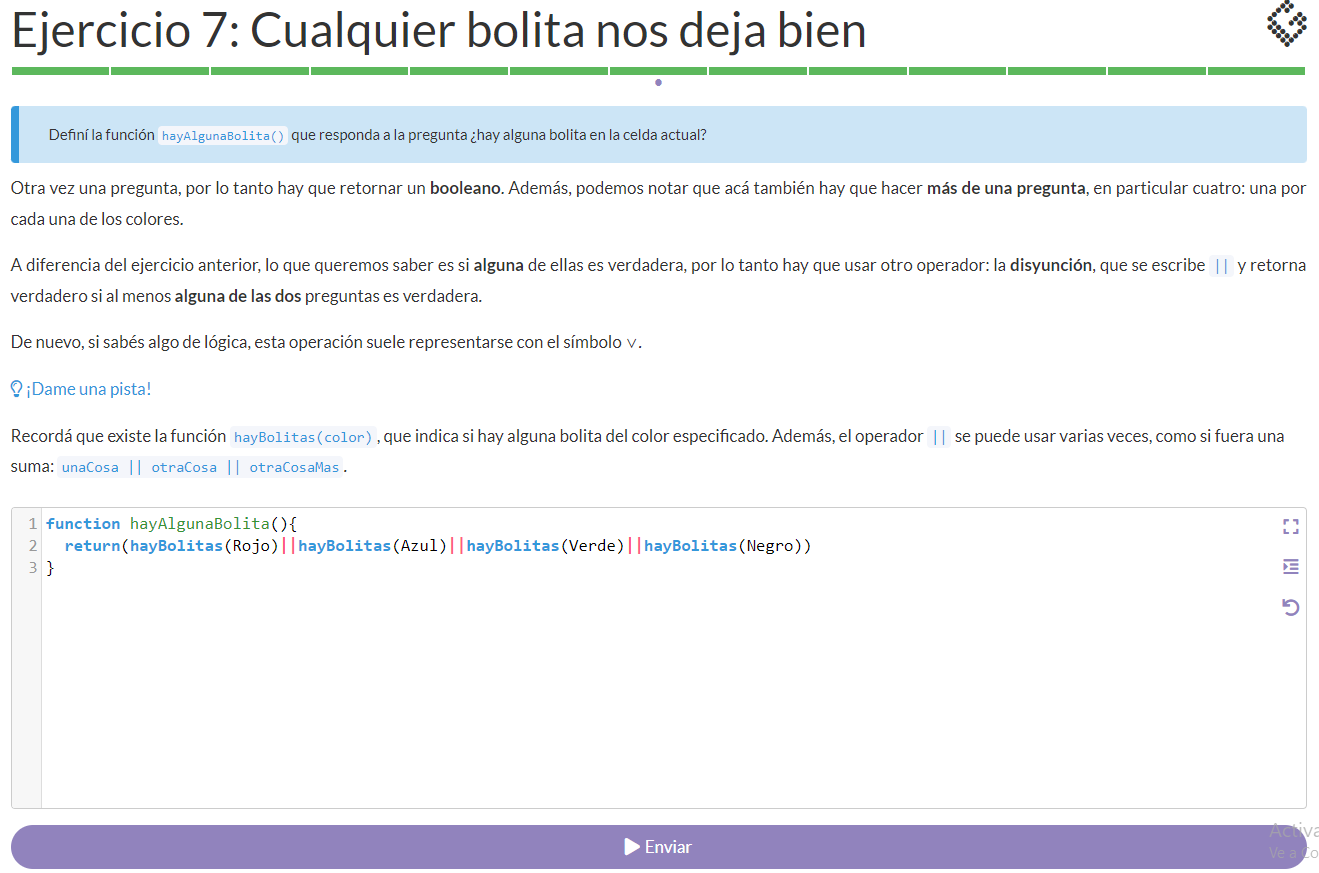 Ejercicio 7: Cualquier bolita nos deja bien
Definí la función hayAlgunaBolita() que responda a la pregunta ¿hay alguna bolita en la celda actual?
Otra vez una pregunta, por lo tanto hay que retornar un booleano. Además, podemos notar que acá también hay que hacer más de una pregunta, en particular cuatro: una por
cada una de los colores.
A diferencia del ejercicio anterior, lo que queremos saber es si alguna de ellas es verdadera, por lo tanto hay que usar otro operador: la disyunción, que se escribe || y retorna
verdadero si al menos alguna de las dos preguntas es verdadera.
De nuevo, si sabés algo de lógica, esta operación suele representarse con el símbolo ∨.
¡Dame una pista!
Recordá que existe la función hayBolitas(color), que indica si hay alguna bolita del color especificado. Además, el operador || se puede usar varias veces, como si fuera una
suma: unaCosa || otraCosa || otraCosaMas.
1 function hayAlgunaBolita(){
2 return(hayBolitas(Rojo)||hayBolitas(Azul)||hayBolitas(Verde)||hayBolitas(Negro))
3 }
Activa
Enviar
Ve a Co